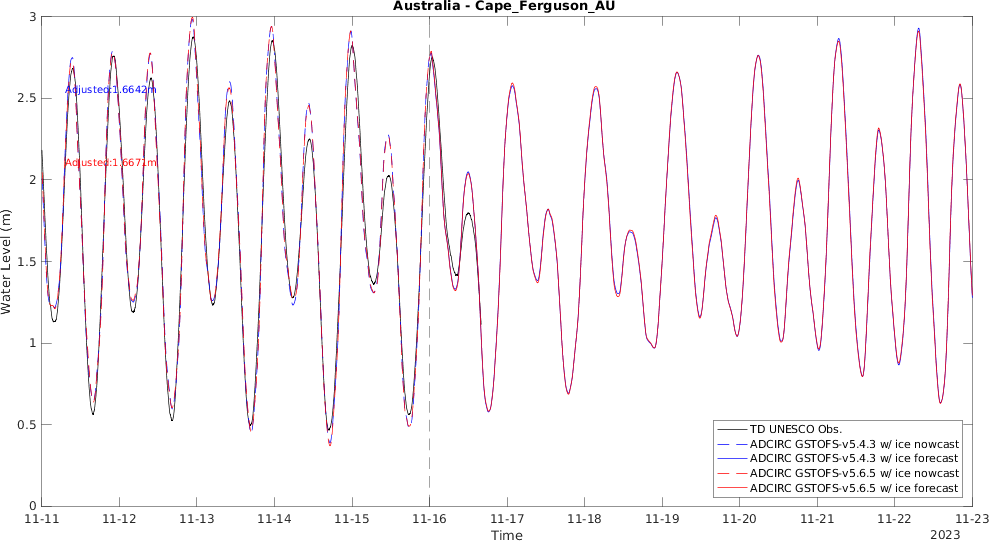 Australia - Cape_Ferguson_AU
3
2.5
2
1.5
1
0.5
0
Water Level (m)
Adjusted:1.6642m
Adjusted:1.6671m
TD UNESCO Obs.
ADCIRC GSTOFS-v5.4.3 w/ ice nowcast
ADCIRC GSTOFS-v5.4.3 w/ ice forecast
ADCIRC GSTOFS-v5.6.5 w/ ice nowcast
ADCIRC GSTOFS-v5.6.5 w/ ice forecast
11-11 11-12 11-13 11-14 11-15 11-16 11-17 11-18 11-19 11-20 11-21 11-22 11-23
Time
2023